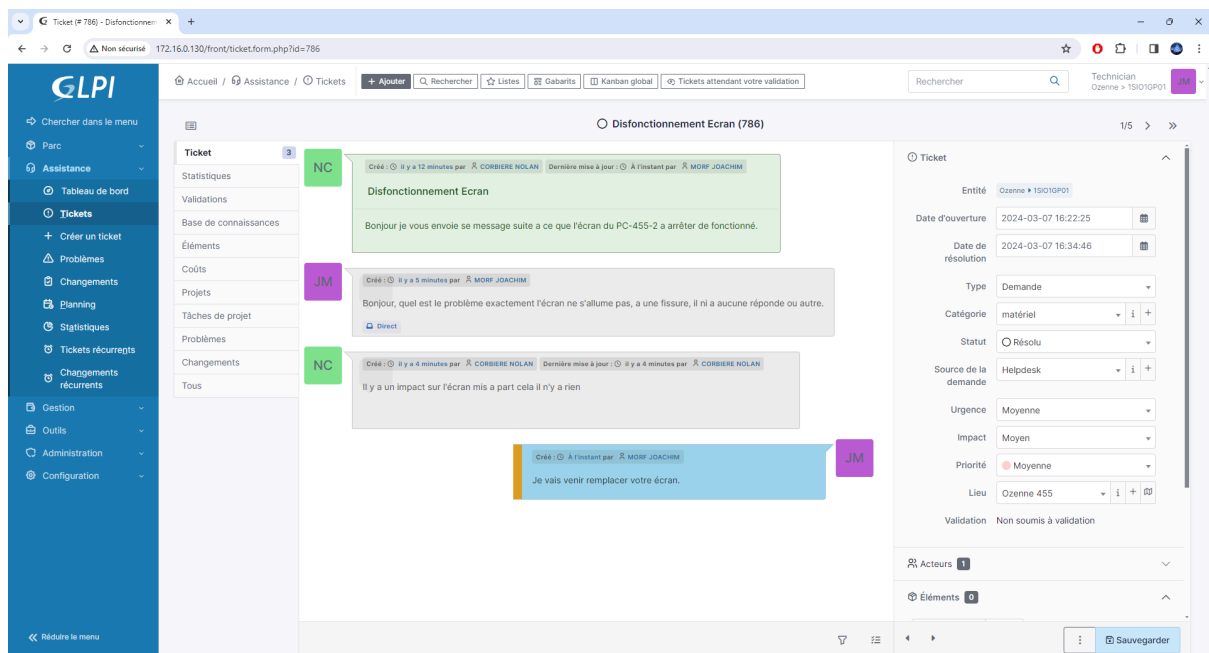 Ticket (# 786) - Disfonctionnem
Non sécurisé 172.16.0.130/front/ticket.form.php?id=786
GLPI
Accueil / Assistance / Tickets
+ Ajouter
Rechercher
Listes
Gabarits
Kanban global
Tickets attendant votre validation
Rechercher
Technician
Ozenne > 1SIO1GP01
JM
Chercher dans le menu
Parc
Assistance
Tableau de bord
Tickets
+ Créer un ticket
Problèmes
Changements
Planning
Statistiques
Tickets récurrents
Changements
récurrents
Gestion
Outils
Administration
Configuration
Réduire le menu
Disfonctionnement Ecran (786)
1/5
Ticket 3
Statistiques
Validations
Base de connaissances
Éléments
Coûts
Projets
Tâches de projet
Problèmes
Changements
Tous
NC
Créé : il y a 12 minutes par CORBIERE NOLAN Dernière mise à jour : À l'instant par MORF JOACHIM
Disfonctionnement Ecran
Bonjour je vous envoie se message suite a ce que l'écran du PC-455-2 a arrêter de fonctionné.
JM
Créé : il y a 5 minutes par MORF JOACHIM
Bonjour, quel est le problème exactement l'écran ne s'allume pas, a une fissure, il ni a aucune réponde ou autre.
Direct
NC
Créé : il y a 4 minutes par CORBIERE NOLAN Dernière mise à jour : il y a 4 minutes par CORBIERE NOLAN
Il y a un impact sur l'écran mis a part cela il n'y a rien
JM
Créé : À l'instant par MORF JOACHIM
Je vais venir remplacer votre écran.
Ticket
Entité Ozenne > 1SIO1GP01
Date d'ouverture 2024-03-07 16:22:25
Date de
résolution 2024-03-07 16:34:46
Type Demande
Catégorie matériel
Statut Résolu
Source de la
demande Helpdesk
Urgence Moyenne
Impact Moyen
Priorité Moyenne
Lieu Ozenne 455
Validation Non soumis à validation
Acteurs 1
Éléments 0
Sauvegarder